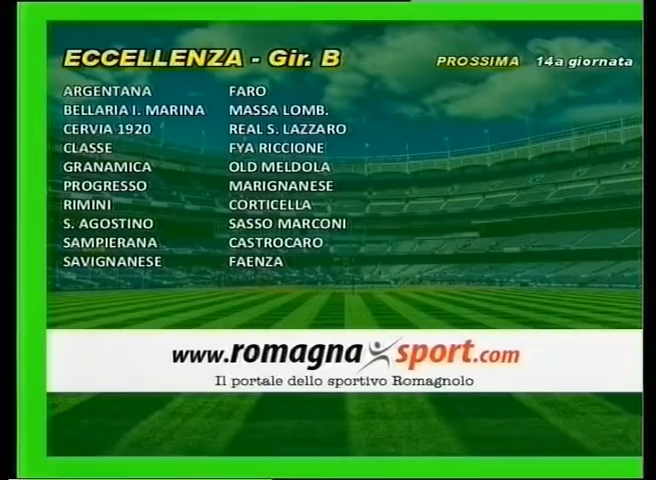 ECCELLENZA - Gir. B PROSSIMA 14a giornata
ARGENTANA FARO
BELLARIA I. MARINA MASSA LOMB.
CERVIA 1920 REAL S. LAZZARO
CLASSE FYA RICCIONE
GRANAMICA OLD MELDOLA
PROGRESSO MARIGNANESE
RIMINI CORTICELLA
S. AGOSTINO SASSO MARCONI
SAMPIERANA CASTROCARO
SAVIGNANESE FAENZA
www.romagnasport.com
Il portale dello sportivo Romagnolo